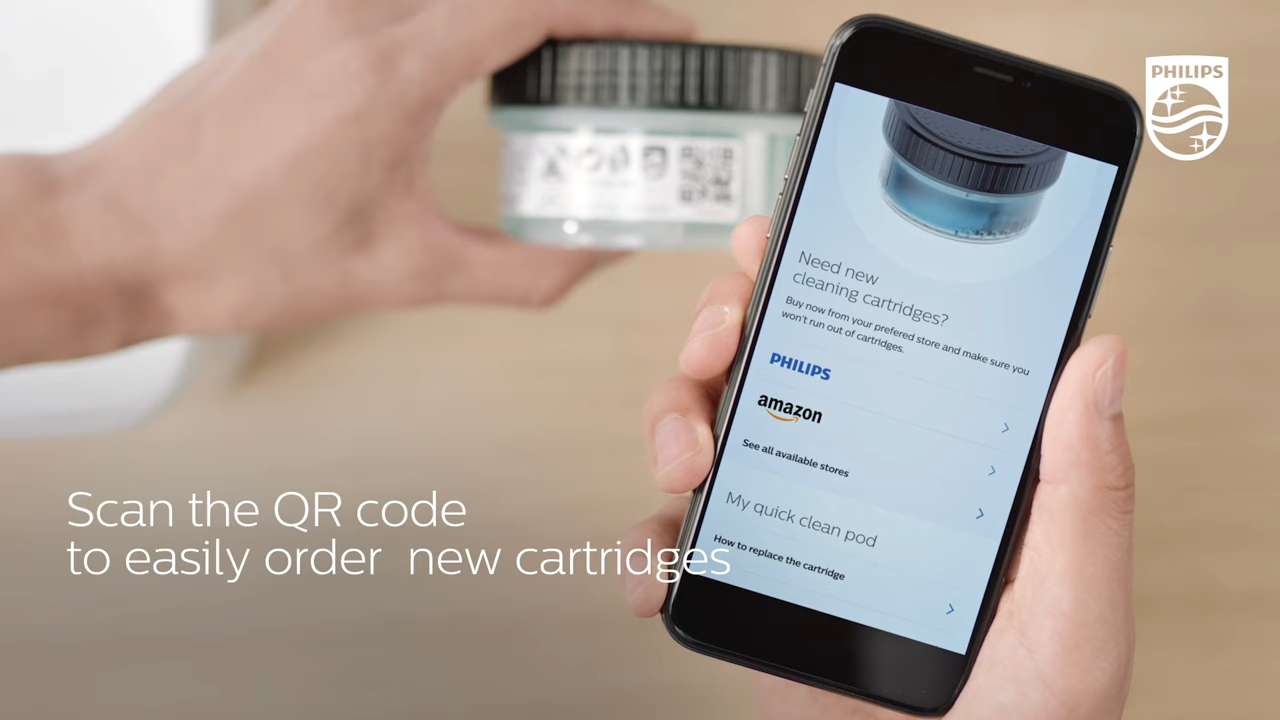 PHILIPS
Need new
cleaning cartridges?
Buy now from your prefered store and make sure you
won't run out of cartridges.
PHILIPS
amazon
See all available stores
My quick clean pod
How to replace the cartridge
Scan the QR code
to easily order  new cartridges